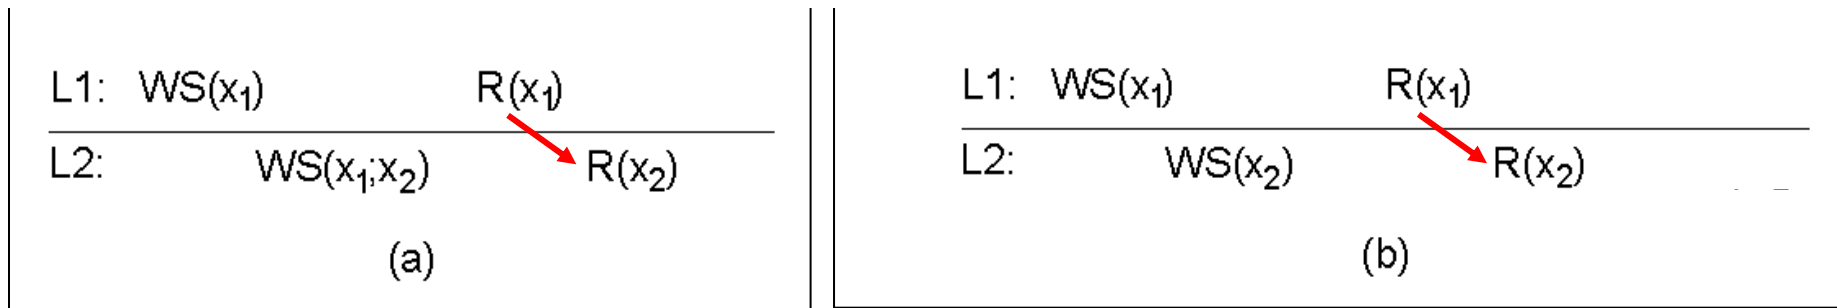 L1: WS(x₁) R(x₁)
L2: WS(x₁;x₂) R(x₂)
(a)
L1: WS(x₁) R(x₁)
L2: WS(x₂) R(x₂)
(b)